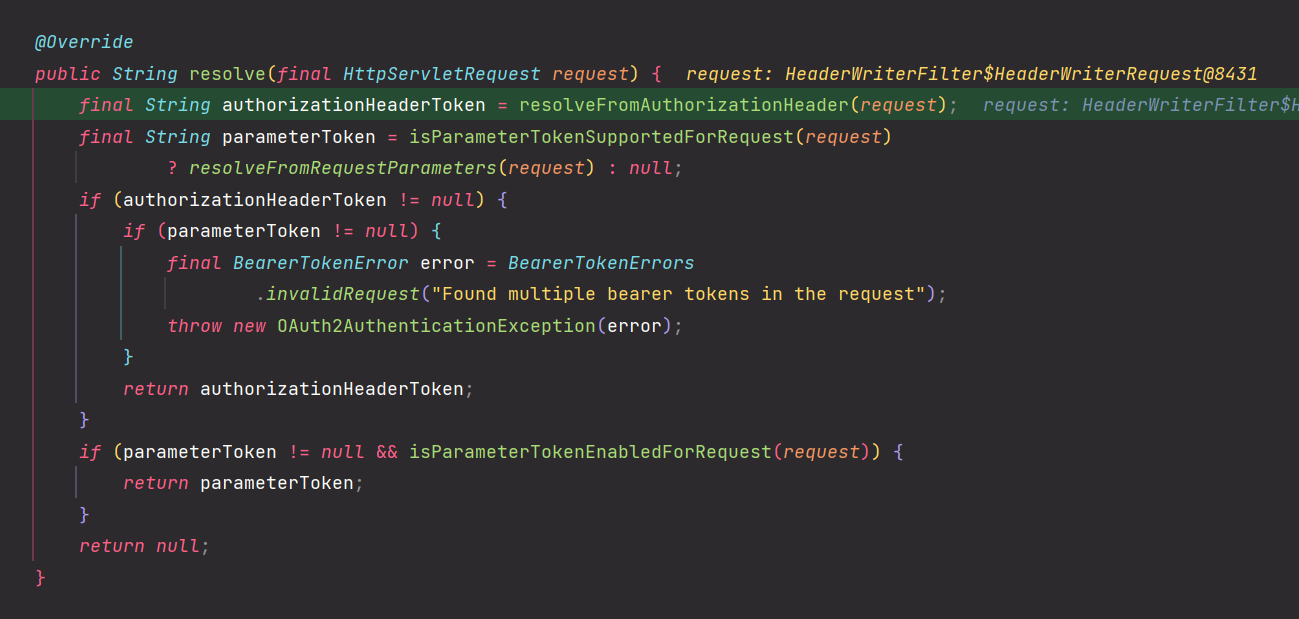 @Override
public String resolve(final HttpServletRequest request) {  request: HeaderWriterFilter$HeaderWriterRequest@8431
    final String authorizationHeaderToken = resolveFromAuthorizationHeader(request);  request: HeaderWriterFilter$H
    final String parameterToken = isParameterTokenSupportedForRequest(request)
            ? resolveFromRequestParameters(request) : null;
    if (authorizationHeaderToken != null) {
        if (parameterToken != null) {
            final BearerTokenError error = BearerTokenErrors
                    .invalidRequest("Found multiple bearer tokens in the request");
            throw new OAuth2AuthenticationException(error);
        }
        return authorizationHeaderToken;
    }
    if (parameterToken != null && isParameterTokenEnabledForRequest(request)) {
        return parameterToken;
    }
    return null;
}